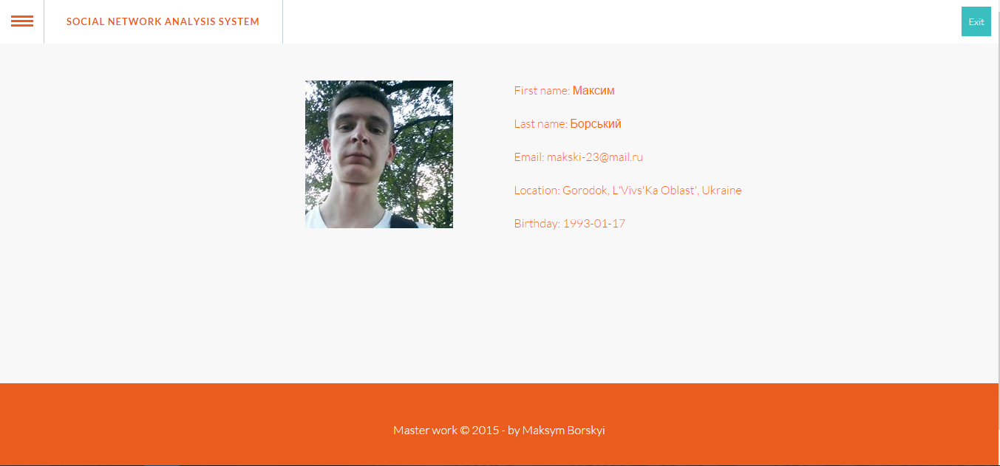 SOCIAL NETWORK ANALYSIS SYSTEM
Exit
First name: Максим
Last name: Борський
Email: makski-23@mail.ru
Location: Gorodok, L'Vivs'Ka Oblast', Ukraine
Birthday: 1993-01-17
Master work © 2015 - by Maksym Borskyi